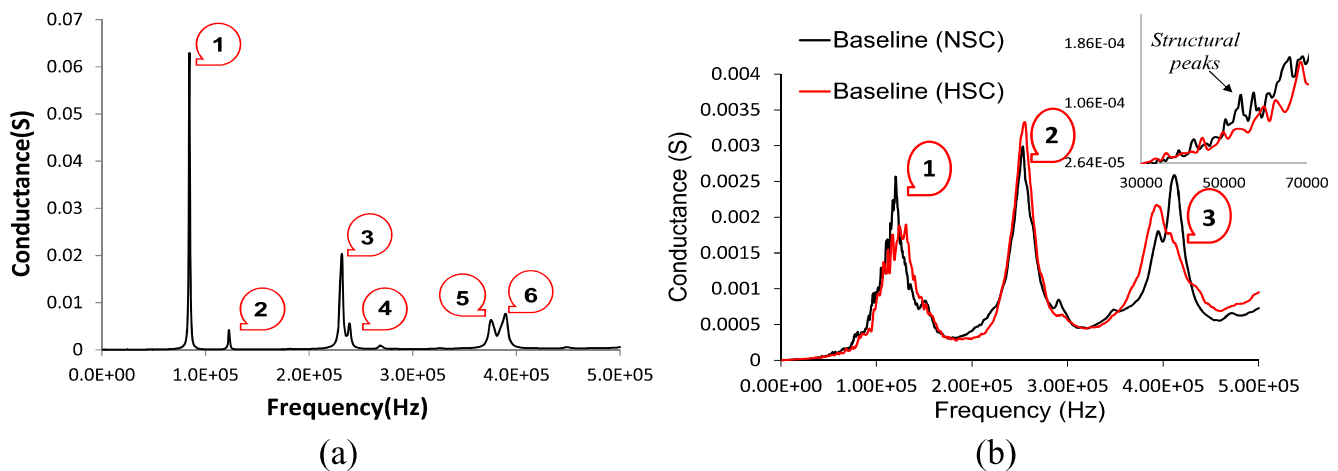 0.07
0.06
0.05
0.04
0.03
0.02
0.01
0
Conductance(S)
1
2
3
4
5
6
0.0E+00 1.0E+05 2.0E+05 3.0E+05 4.0E+05 5.0E+05
Frequency(Hz)
(a)
Baseline (NSC)
Baseline (HSC)
0.004
0.0035
0.003
0.0025
0.002
0.0015
0.001
0.0005
0
Conductance (S)
1
2
3
1.86E-04
1.06E-04
2.64E-05
Structural
peaks
30000 50000 70000
0.00E+00 1.00E+05 2.00E+05 3.00E+05 4.00E+05 5.00E+05
Frequency (Hz)
(b)